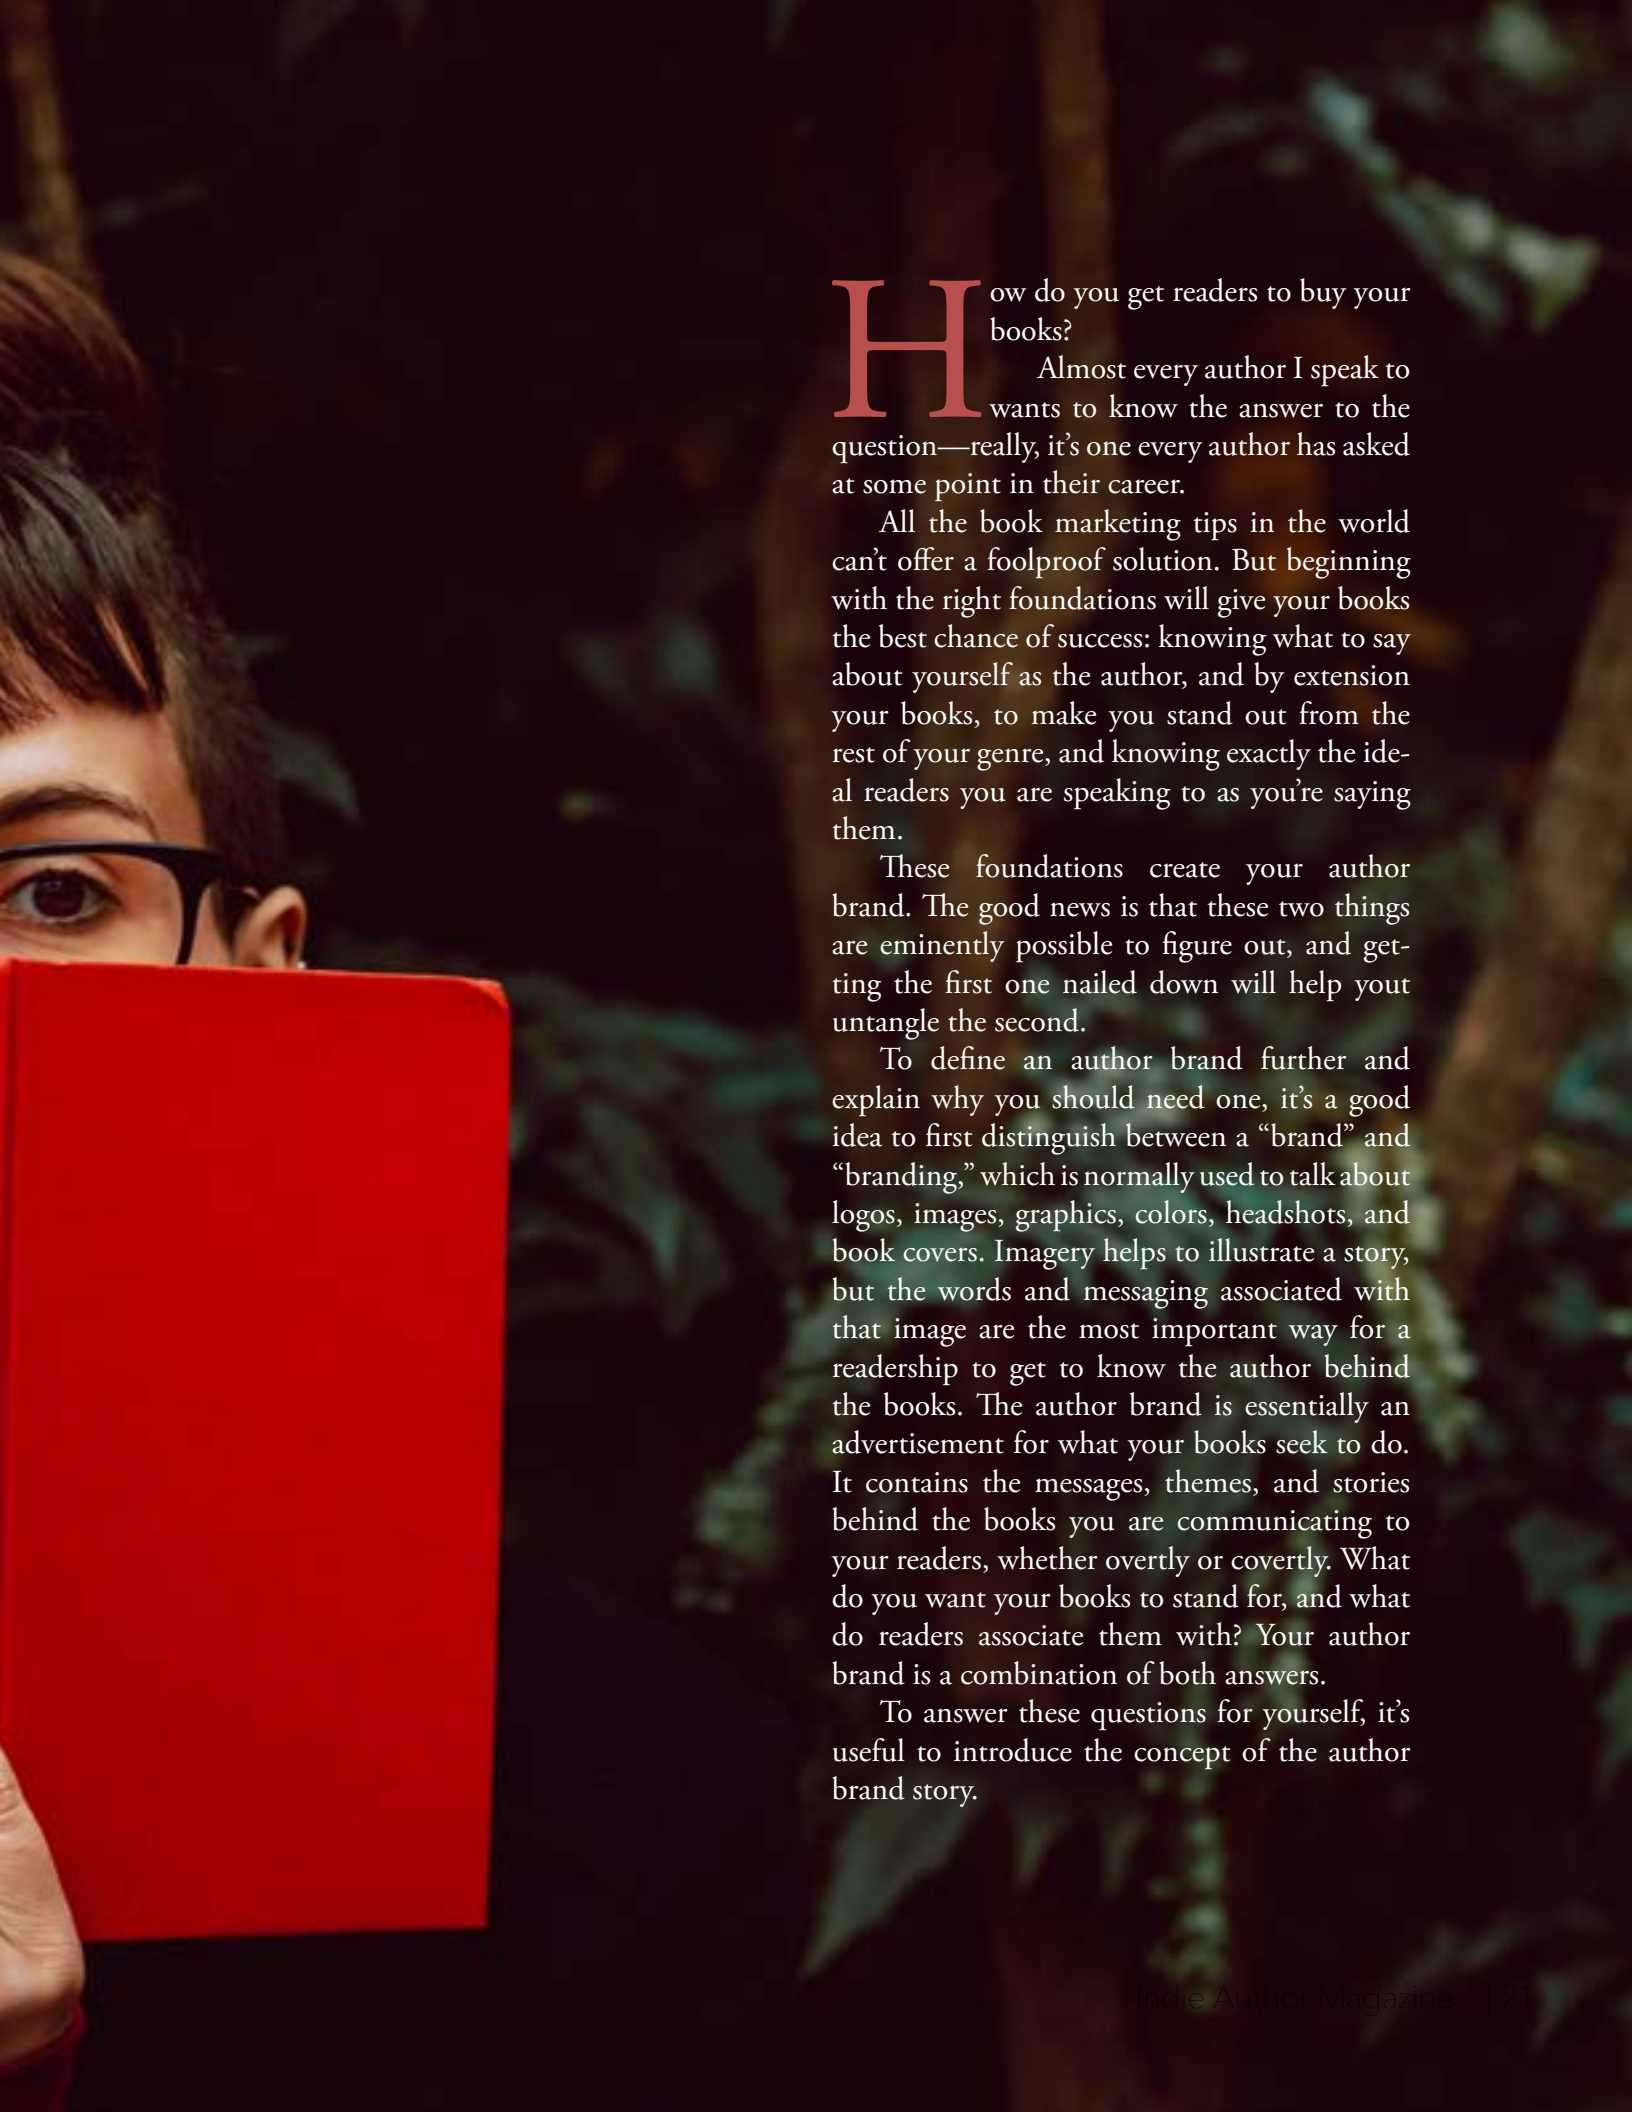 How do you get readers to buy your
books?
Almost every author I speak to
wants to know the answer to the
question—really, it’s one every author has asked
at some point in their career.
All the book marketing tips in the world
can’t offer a foolproof solution. But beginning
with the right foundations will give your books
the best chance of success: knowing what to say
about yourself as the author, and by extension
your books, to make you stand out from the
rest of your genre, and knowing exactly the ide-
al readers you are speaking to as you’re saying
them.
These foundations create your author
brand. The good news is that these two things
are eminently possible to figure out, and get-
ting the first one nailed down will help yout
untangle the second.
To define an author brand further and
explain why you should need one, it’s a good
idea to first distinguish between a “brand” and
“branding,” which is normally used to talk about
logos, images, graphics, colors, headshots, and
book covers. Imagery helps to illustrate a story,
but the words and messaging associated with
that image are the most important way for a
readership to get to know the author behind
the books. The author brand is essentially an
advertisement for what your books seek to do.
It contains the messages, themes, and stories
behind the books you are communicating to
your readers, whether overtly or covertly. What
do you want your books to stand for, and what
do readers associate them with? Your author
brand is a combination of both answers.
To answer these questions for yourself, it’s
useful to introduce the concept of the author
brand story.
Indie Author Magazine | 21